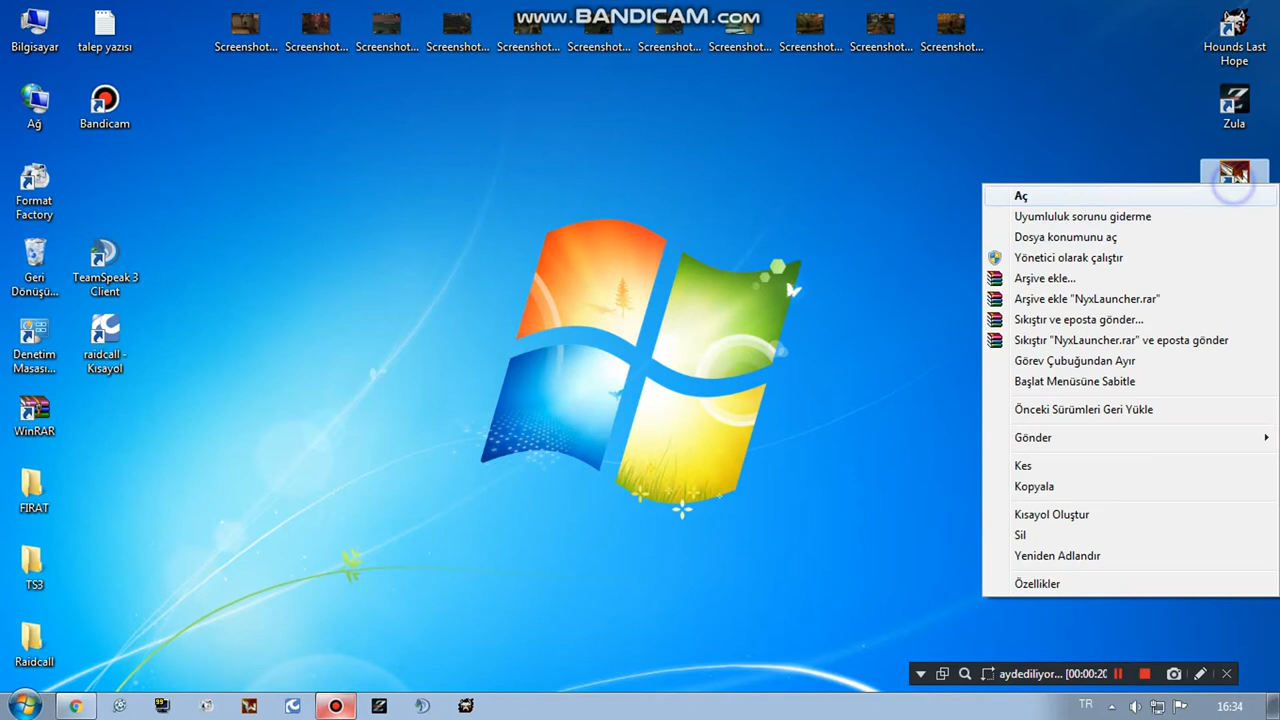 www.BANDICAM.com
Bilgisayar
talep yazısı
Screenshot...
Screenshot...
Screenshot...
Screenshot...
Screenshot...
Screenshot...
Screenshot...
Screenshot...
Screenshot...
Screenshot...
Screenshot...
Hounds Last
Hope
Ağ
Bandicam
Zula
Format
Factory
Geri
Dönüşü...
TeamSpeak 3
Client
Denetim
Masası...
raidcall -
Kısayol
WinRAR
FIRAT
TS3
Raidcall
Aç
Uyumluluk sorunu giderme
Dosya konumunu aç
Yönetici olarak çalıştır
Arşive ekle...
Arşive ekle "NyxLauncher.rar"
Sıkıştır ve eposta gönder...
Sıkıştır "NyxLauncher.rar" ve eposta gönder
Görev Çubuğundan Ayır
Başlat Menüsüne Sabitle
Önceki Sürümleri Geri Yükle
Gönder
Kes
Kopyala
Kısayol Oluştur
Sil
Yeniden Adlandır
Özellikler
aydediliyor... [00:00:20
TR
16:34